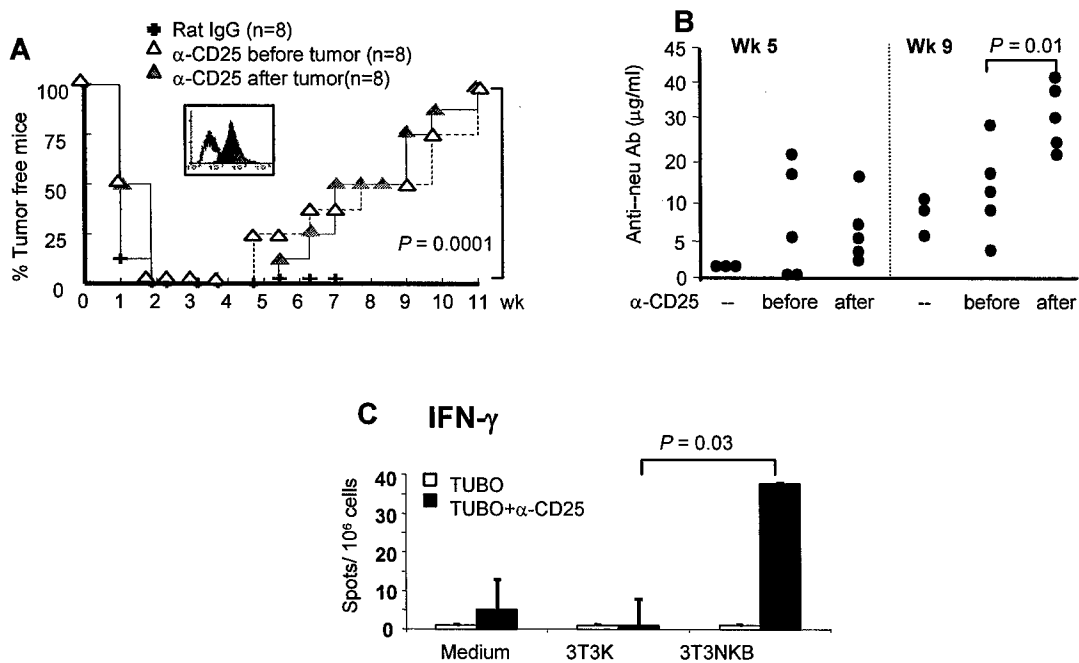 A
Rat IgG (n=8)
α-CD25 before tumor (n=8)
α-CD25 after tumor(n=8)
% Tumor free mice
100
75
50
25
0
P = 0.0001
0 1 2 3 4 5 6 7 8 9 10 11 wk
B
Wk 5 Wk 9
P = 0.01
Anti--neu Ab (μg/ml)
45
40
30
20
10
5
0
α-CD25 -- before after -- before after
C IFN-γ
P = 0.03
TUBO
TUBO+α-CD25
Spots/ 10⁶ cells
40
30
20
10
0
Medium 3T3K 3T3NKB